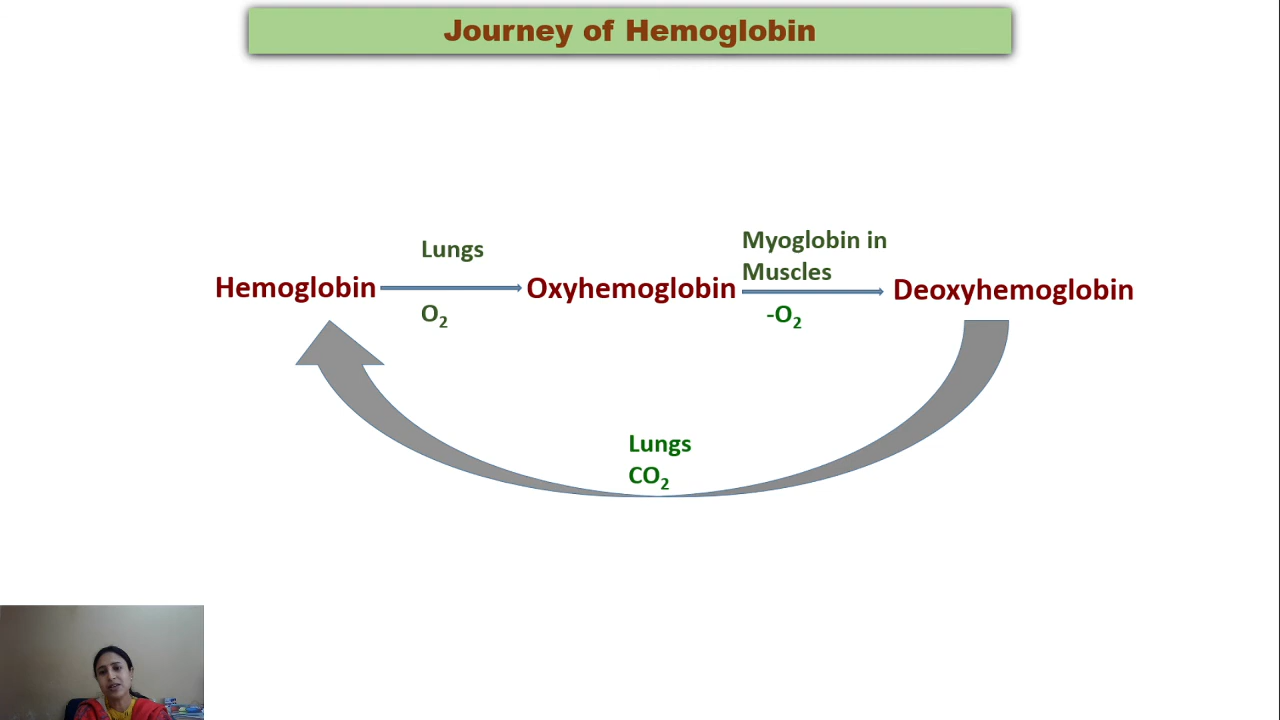 Journey of Hemoglobin
Lungs
Hemoglobin
O₂
Oxyhemoglobin
Myoglobin in
Muscles
-O₂
Deoxyhemoglobin
Lungs
CO₂